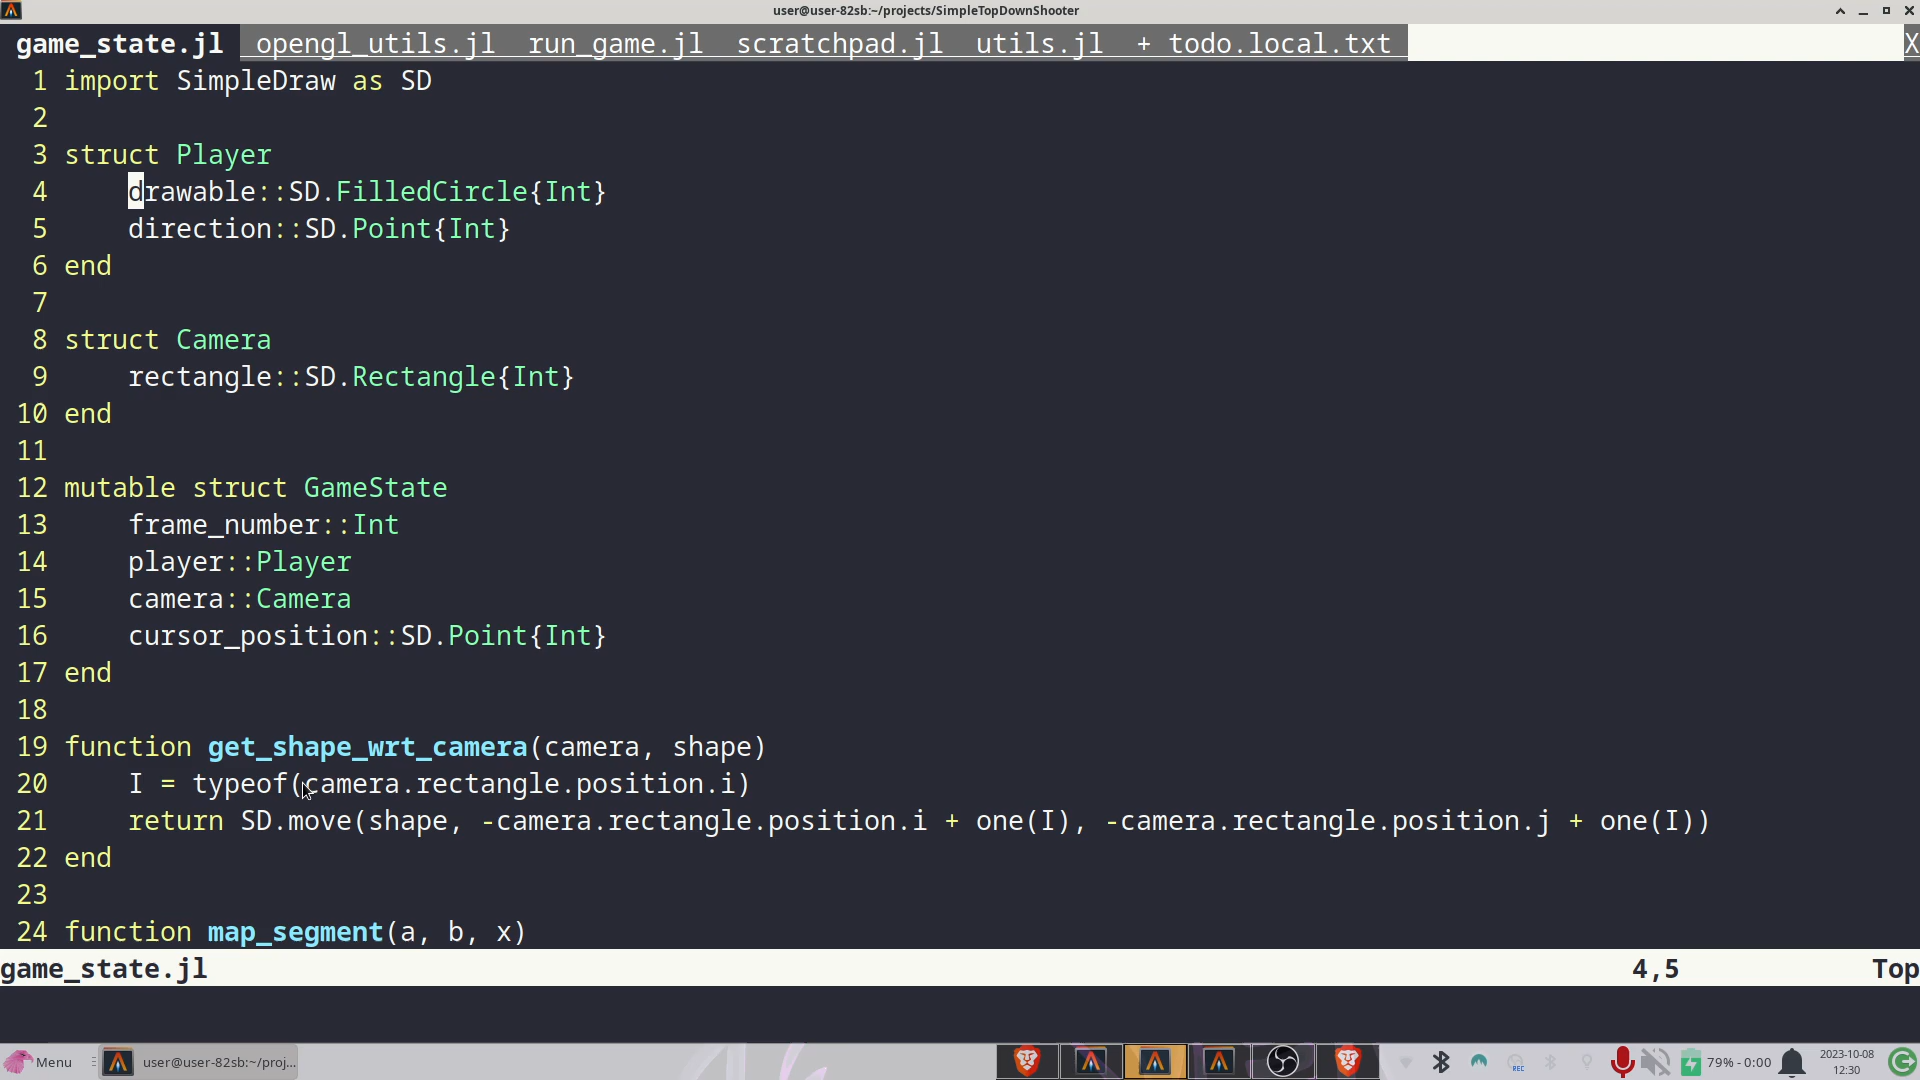 user@user-82sb:~/projects/SimpleTopDownShooter
game_state.jl opengl_utils.jl run_game.jl scratchpad.jl utils.jl + todo.local.txt X
1 import SimpleDraw as SD
2
3 struct Player
4     drawable::SD.FilledCircle{Int}
5     direction::SD.Point{Int}
6 end
7
8 struct Camera
9     rectangle::SD.Rectangle{Int}
10 end
11
12 mutable struct GameState
13     frame_number::Int
14     player::Player
15     camera::Camera
16     cursor_position::SD.Point{Int}
17 end
18
19 function get_shape_wrt_camera(camera, shape)
20     I = typeof(camera.rectangle.position.i)
21     return SD.move(shape, -camera.rectangle.position.i + one(I), -camera.rectangle.position.j + one(I))
22 end
23
24 function map_segment(a, b, x)
game_state.jl 4,5 Top
Menu user@user-82sb:~/proj... REC 79% - 0:00 2023-10-08
12:30